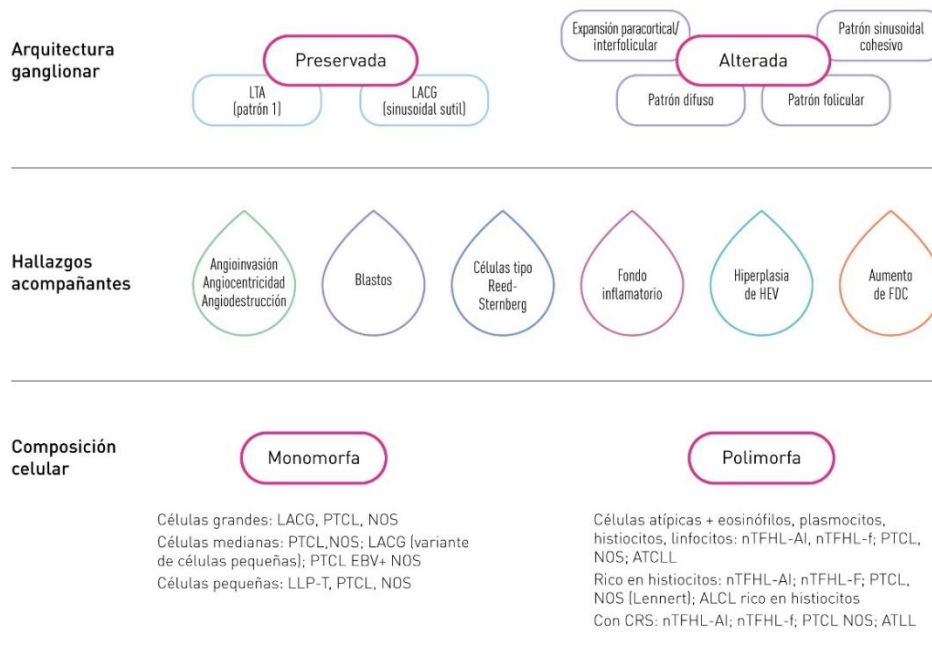 Arquitectura
ganglionar
Preservada
LTA
(patrón 1)
LACG
(sinusoidal sutil)
Expansión paracortical/
interfolicular
Patrón sinusoidal
cohesivo
Alterada
Patrón difuso
Patrón folicular
Hallazgos
acompañantes
Angioinvasión
Angiocentricidad
Angiodestrucción
Blastos
Células tipo
Reed-
Sternberg
Fondo
inflamatorio
Hiperplasia
de HEV
Aumento
de FDC
Composición
celular
Monomorfa
Células grandes: LACG, PTCL, NOS
Células medianas: PTCL,NOS; LACG (variante
de células pequeñas); PTCL EBV+ NOS
Células pequeñas: LLP-T, PTCL, NOS
Polimorfa
Células atípicas + eosinófilos, plasmocitos,
histiocitos, linfocitos: nTFHL-AI, nTFHL-f; PTCL,
NOS; ATCLL
Rico en histiocitos: nTFHL-AI; nTFHL-F; PTCL,
NOS (Lennert); ALCL rico en histiocitos
Con CRS: nTFHL-AI; nTFHL-f; PTCL NOS; ATLL